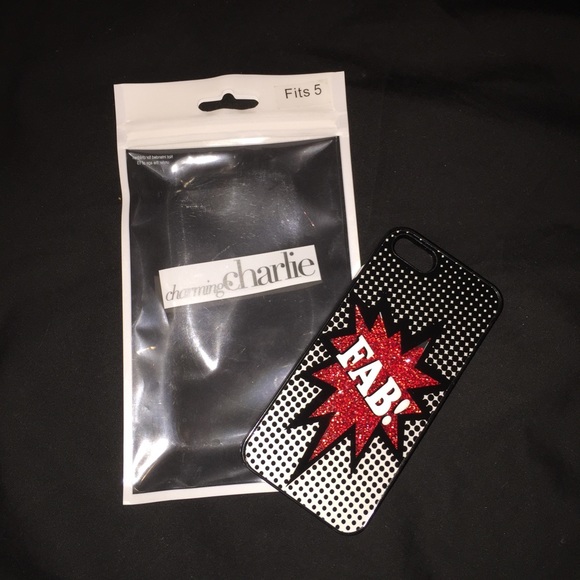 Fits 5
charming charlie
FAB!